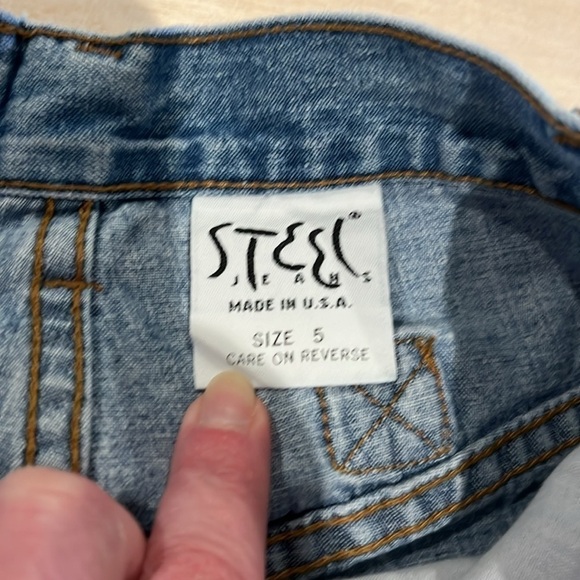 STEEL®
JEANS
MADE IN U.S.A.
SIZE 5
CARE ON REVERSE